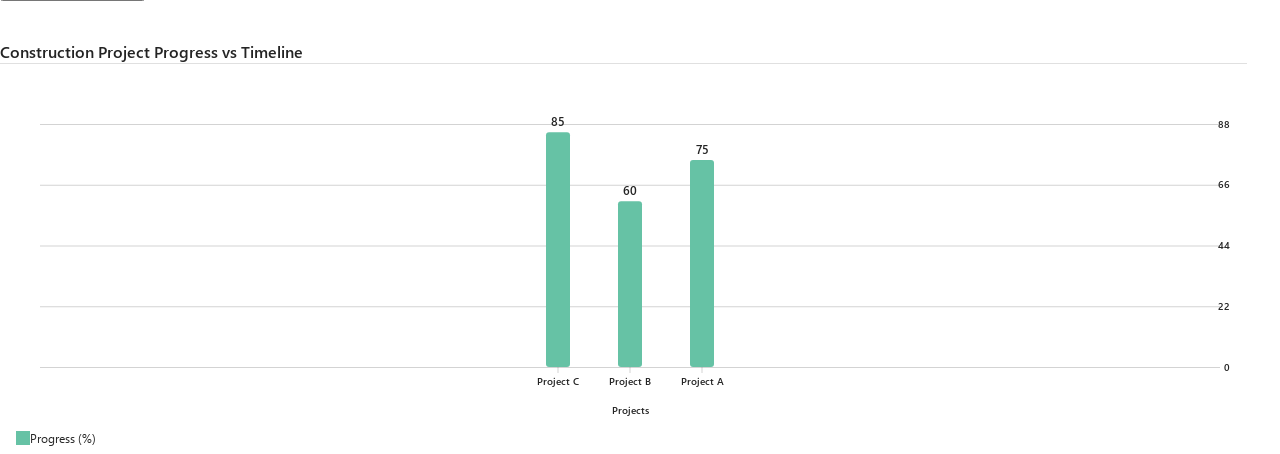 Construction Project Progress vs Timeline
85
60
75
88
66
44
22
0
Project C Project B Project A
Projects
Progress (%)